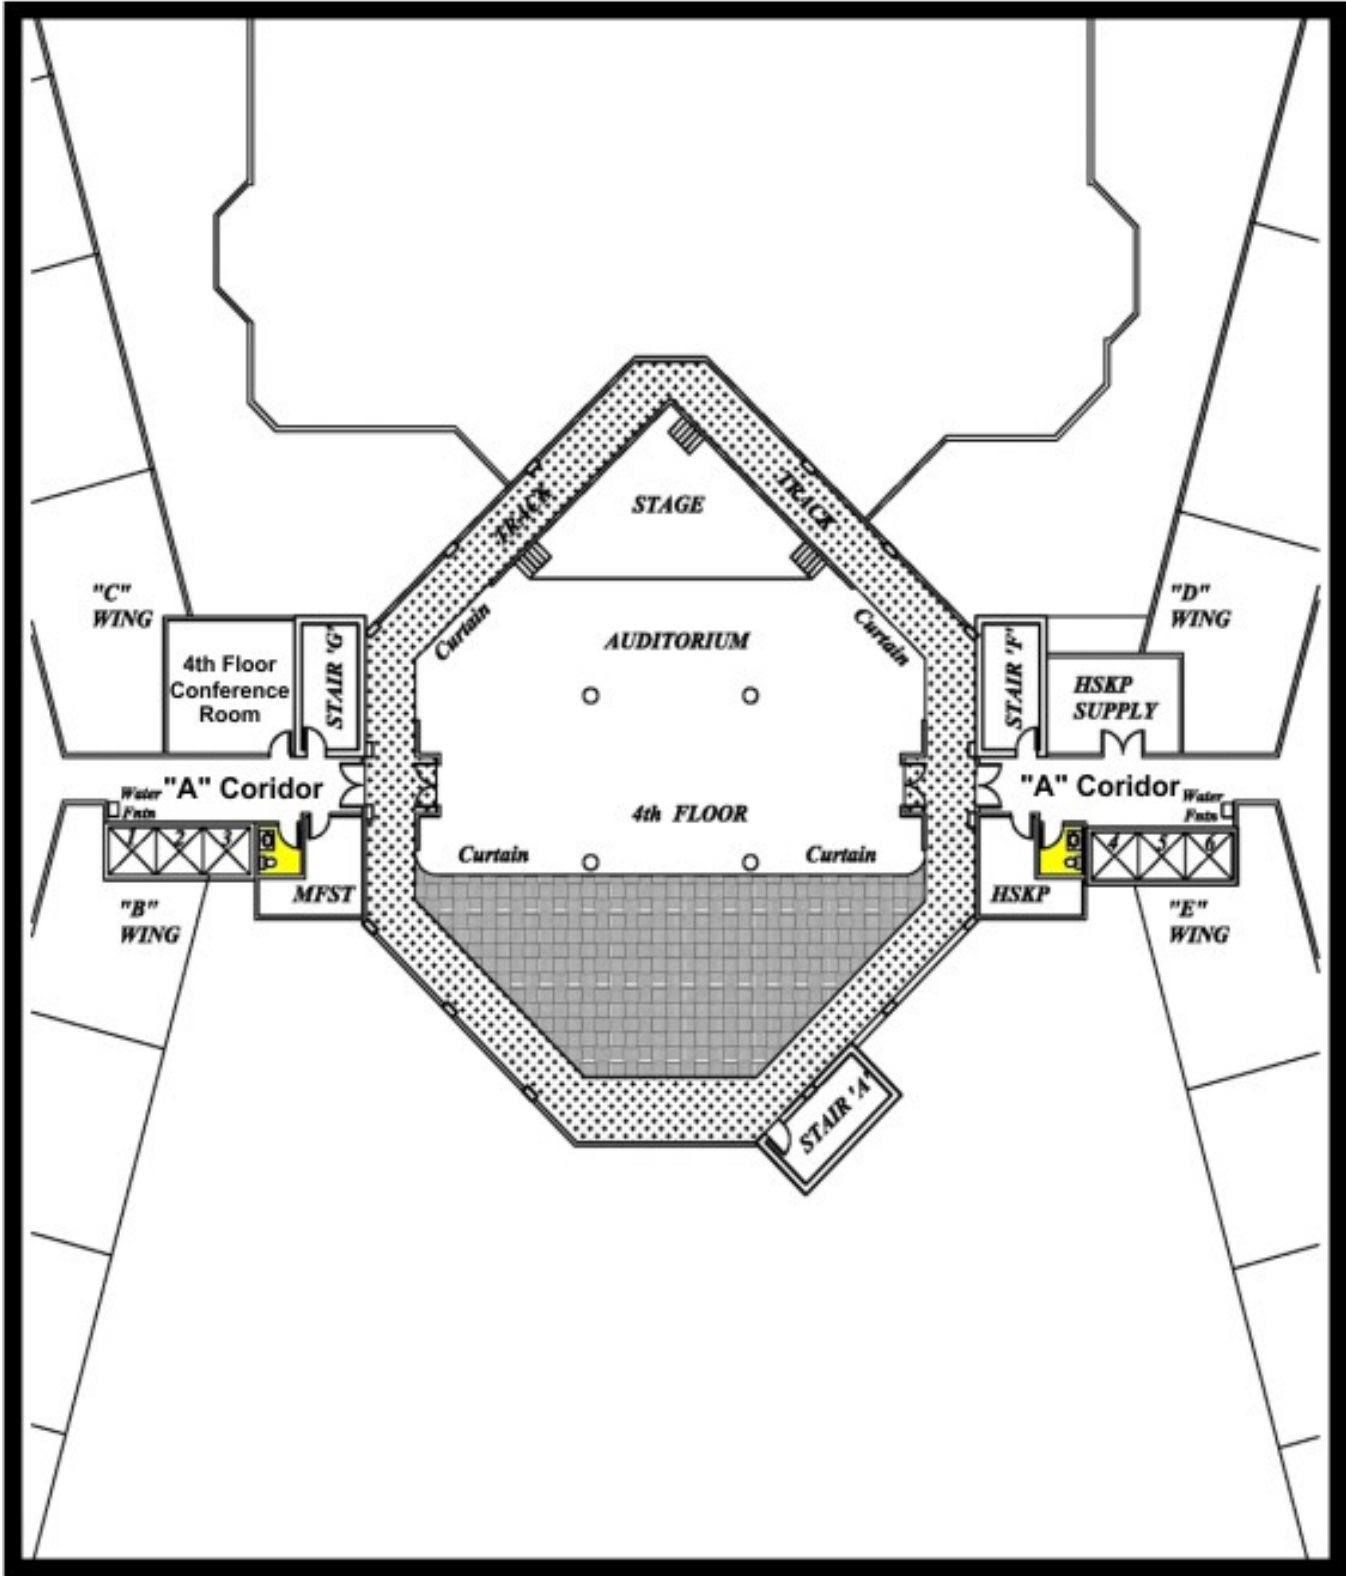 TRACK
TRACK
STAGE
"C"
WING
"D"
WING
Curtain
Curtain
AUDITORIUM
4th Floor
Conference
Room
STAIR 'G'
STAIR 'F'
HSKP
SUPPLY
"A" Coridor
"A" Coridor
Water
Fntn
Water
Fntn
4th FLOOR
1 2 3
4 5 6
Curtain
Curtain
MFST
HSKP
"B"
WING
"E"
WING
STAIR 'A'